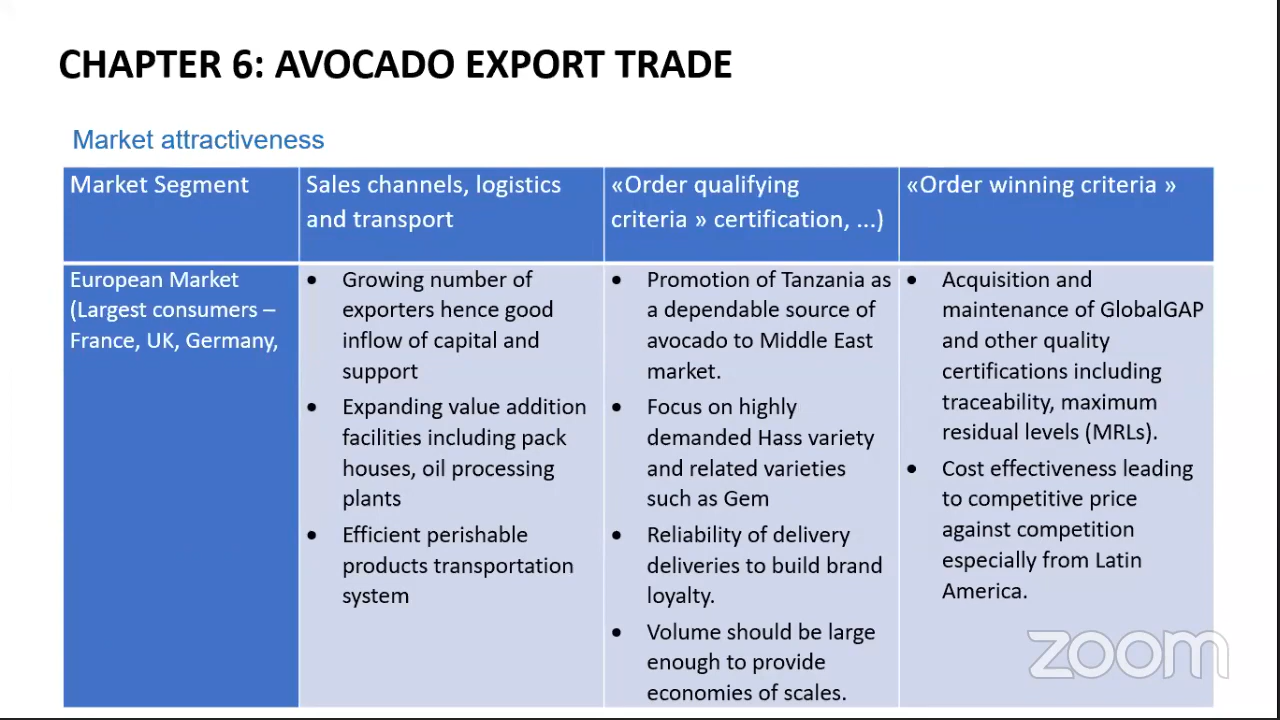 CHAPTER 6: AVOCADO EXPORT TRADE
Market attractiveness
Market Segment
Sales channels, logistics
and transport
«Order qualifying
criteria » certification, ...)
«Order winning criteria »
European Market
(Largest consumers –
France, UK, Germany,
• Growing number of
exporters hence good
inflow of capital and
support
• Expanding value addition
facilities including pack
houses, oil processing
plants
• Efficient perishable
products transportation
system
• Promotion of Tanzania as
a dependable source of
avocado to Middle East
market.
• Focus on highly
demanded Hass variety
and related varieties
such as Gem
• Reliability of delivery
deliveries to build brand
loyalty.
• Volume should be large
enough to provide
economies of scales.
• Acquisition and
maintenance of GlobalGAP
and other quality
certifications including
traceability, maximum
residual levels (MRLs).
• Cost effectiveness leading
to competitive price
against competition
especially from Latin
America.
zoom